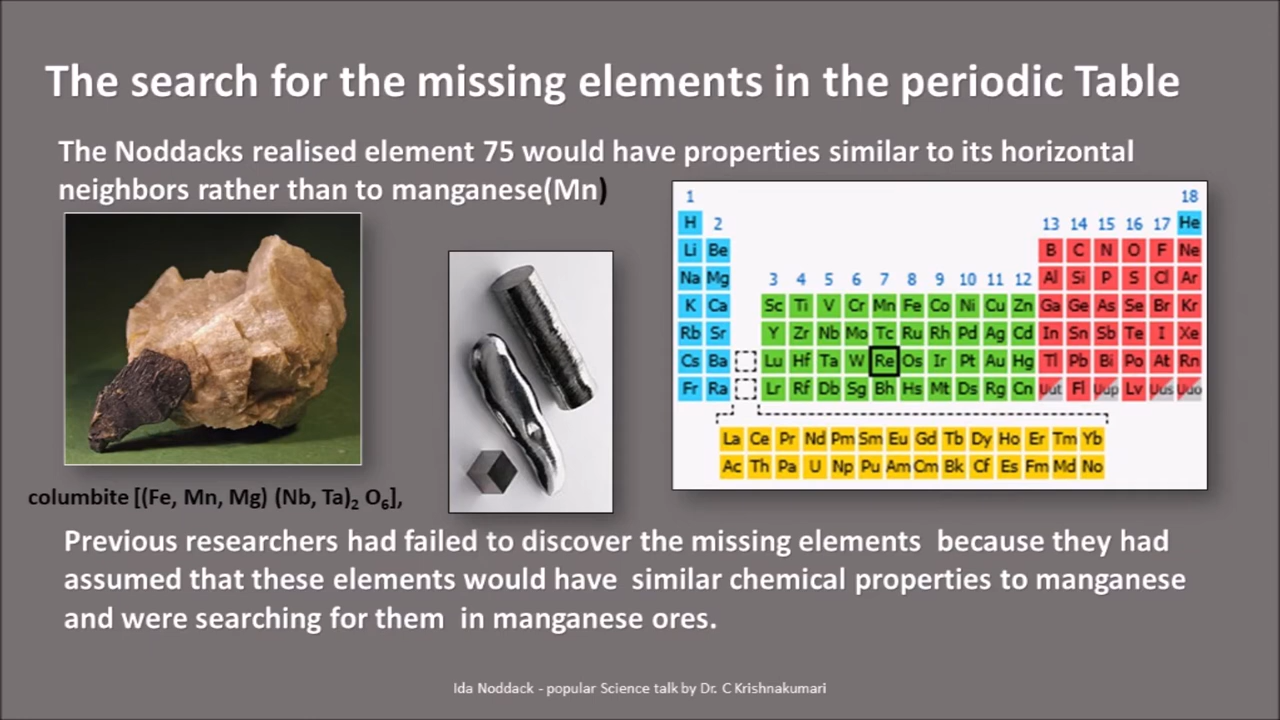 The search for the missing elements in the periodic Table
The Noddacks realised element 75 would have properties similar to its horizontal
neighbors rather than to manganese(Mn)
1 18
H 2 13 14 15 16 17 He
Li Be B C N O F Ne
Na Mg 3 4 5 6 7 8 9 10 11 12 Al Si P S Cl Ar
K Ca Sc Ti V Cr Mn Fe Co Ni Cu Zn Ga Ge As Se Br Kr
Rb Sr Y Zr Nb Mo Tc Ru Rh Pd Ag Cd In Sn Sb Te I Xe
Cs Ba Lu Hf Ta W Re Os Ir Pt Au Hg Tl Pb Bi Po At Rn
Fr Ra Lr Rf Db Sg Bh Hs Mt Ds Rg Cn Uut Fl Uup Lv Uus Uuo
La Ce Pr Nd Pm Sm Eu Gd Tb Dy Ho Er Tm Yb
Ac Th Pa U Np Pu Am Cm Bk Cf Es Fm Md No
columbite [(Fe, Mn, Mg) (Nb, Ta)₂ O₆],
Previous researchers had failed to discover the missing elements because they had
assumed that these elements would have similar chemical properties to manganese
and were searching for them in manganese ores.
Ida Noddack - popular Science talk by Dr. C Krishnakumari